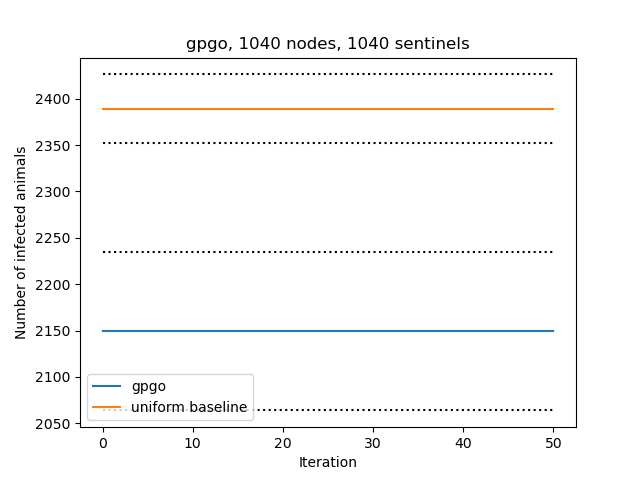 gpgo, 1040 nodes, 1040 sentinels
Number of infected animals
2400
2350
2300
2250
2200
2150
2100
2050
gpgo
uniform baseline
0 10 20 30 40 50
Iteration